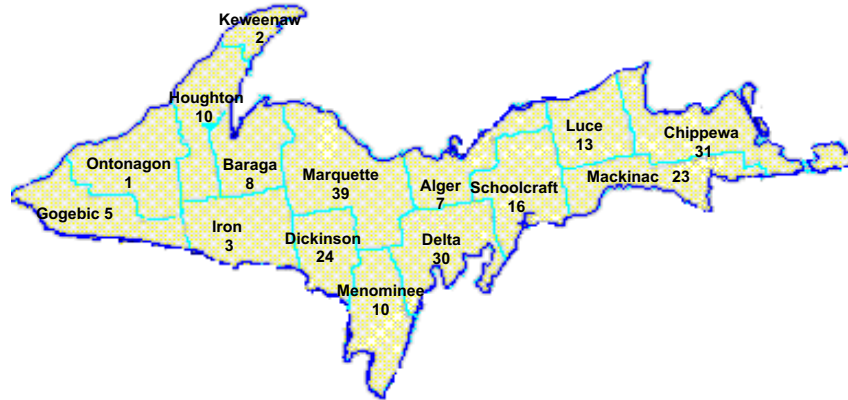 Keweenaw
2
Houghton
10
Ontonagon
1
Baraga
8
Gogebic 5
Iron
3
Marquette
39
Dickinson
24
Menominee
10
Alger
7
Delta
30
Schoolcraft
16
Luce
13
Mackinac 23
Chippewa
31